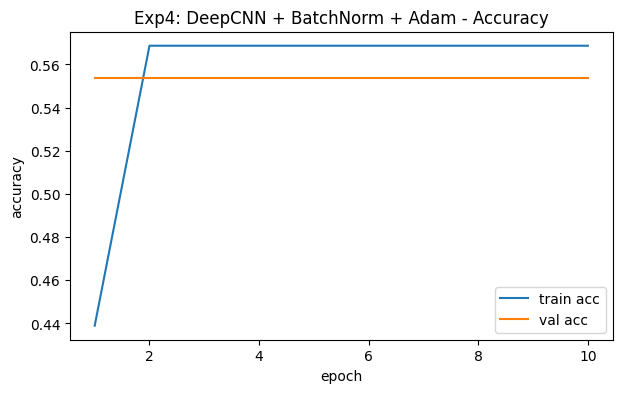 Exp4: DeepCNN + BatchNorm + Adam - Accuracy
accuracy
0.56
0.54
0.52
0.50
0.48
0.46
0.44
train acc
val acc
2 4 6 8 10
epoch